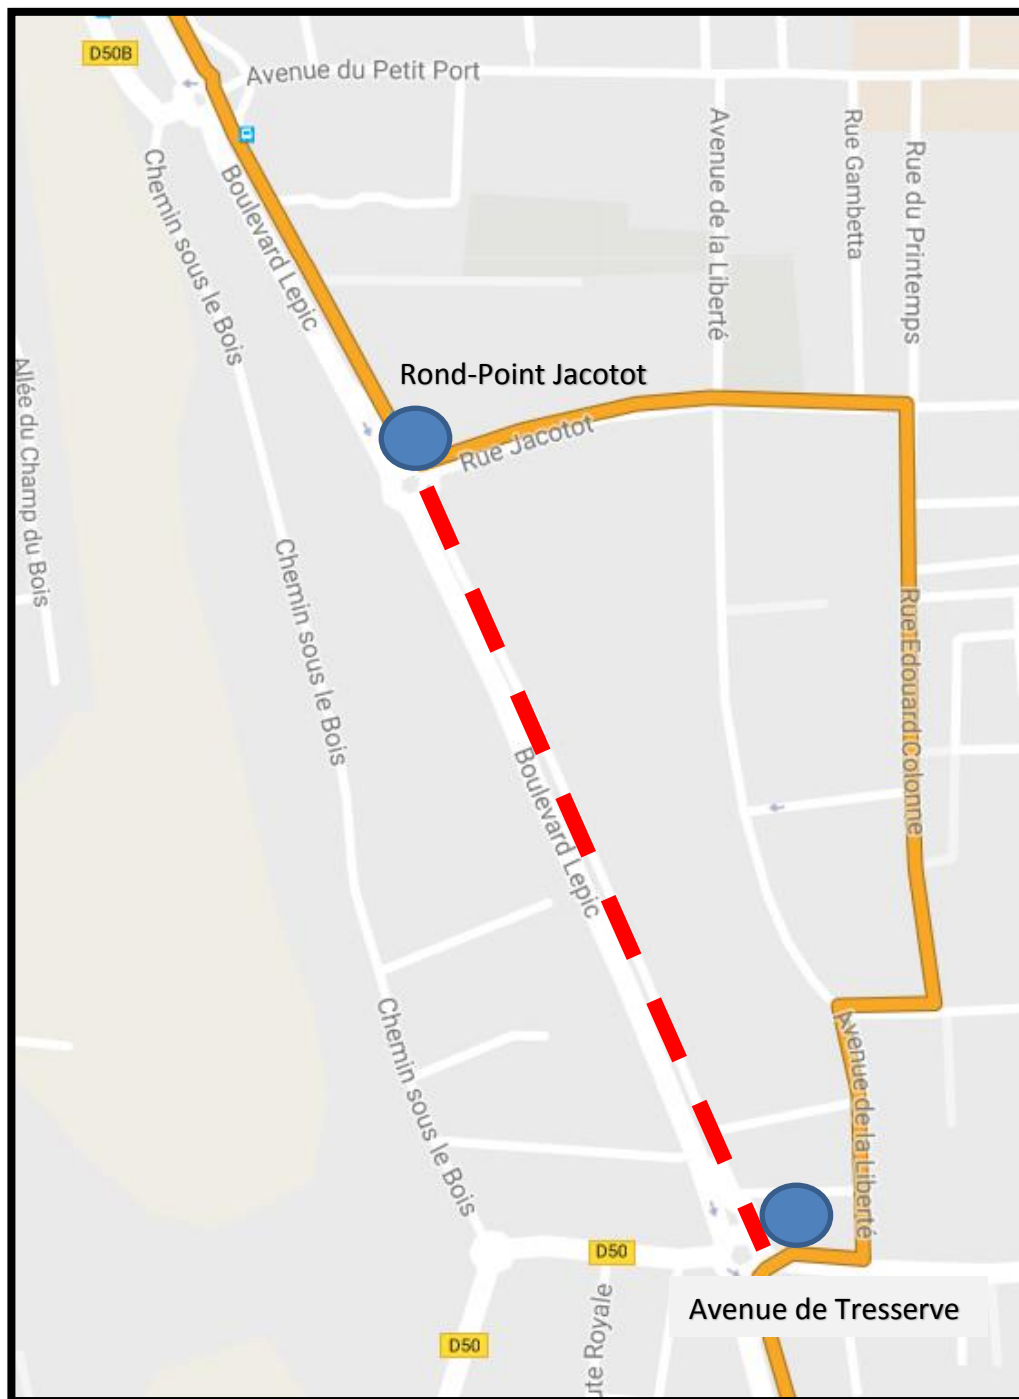 D50B
Avenue du Petit Port
Chemin sous le Bois
Boulevard Lepic
Avenue de la Liberté
Rue Gambetta
Rue du Printemps
Allée du Champ du Bois
Rond-Point Jacotot
Rue Jacotot
Chemin sous le Bois
Rue Edouard Colonne
Boulevard Lepic
Chemin sous le Bois
Avenue de la Liberté
D50
Avenue de Tresserve
ute Royale
D50